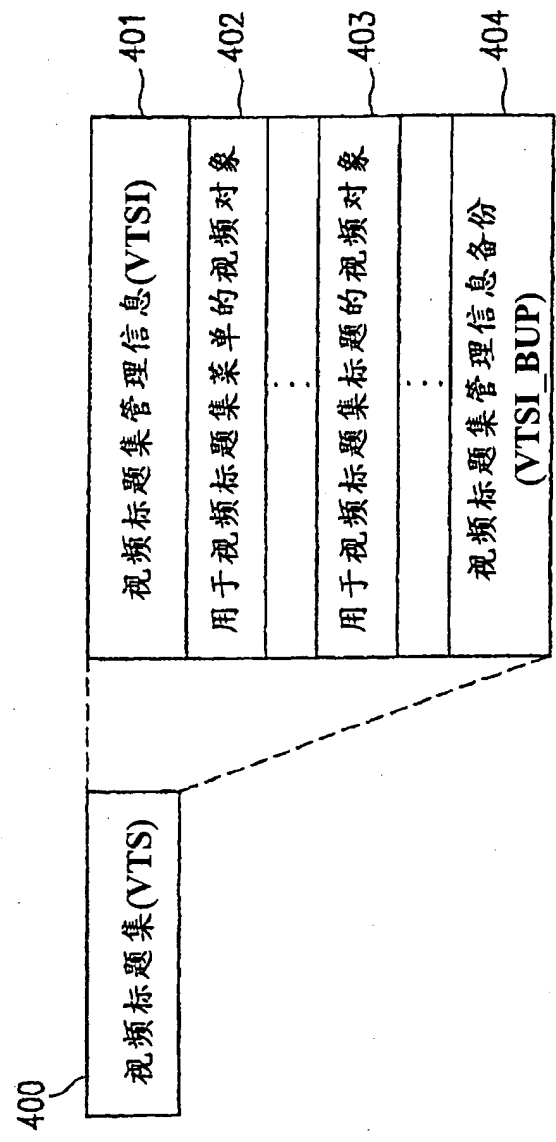 400
视频标题集(VTS)
视频标题集管理信息(VTSI)
401
用于视频标题集菜单的视频对象
402
...
用于视频标题集标题的视频对象
403
...
视频标题集管理信息备份
(VTSI_BUP)
404